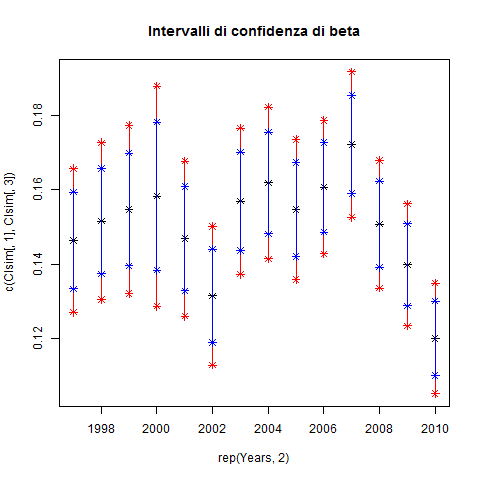 Intervalli di confidenza di beta
c(CIsim[, 1], CIsim[, 3])
0.18
0.16
0.14
0.12
1998 2000 2002 2004 2006 2008 2010
rep(Years, 2)